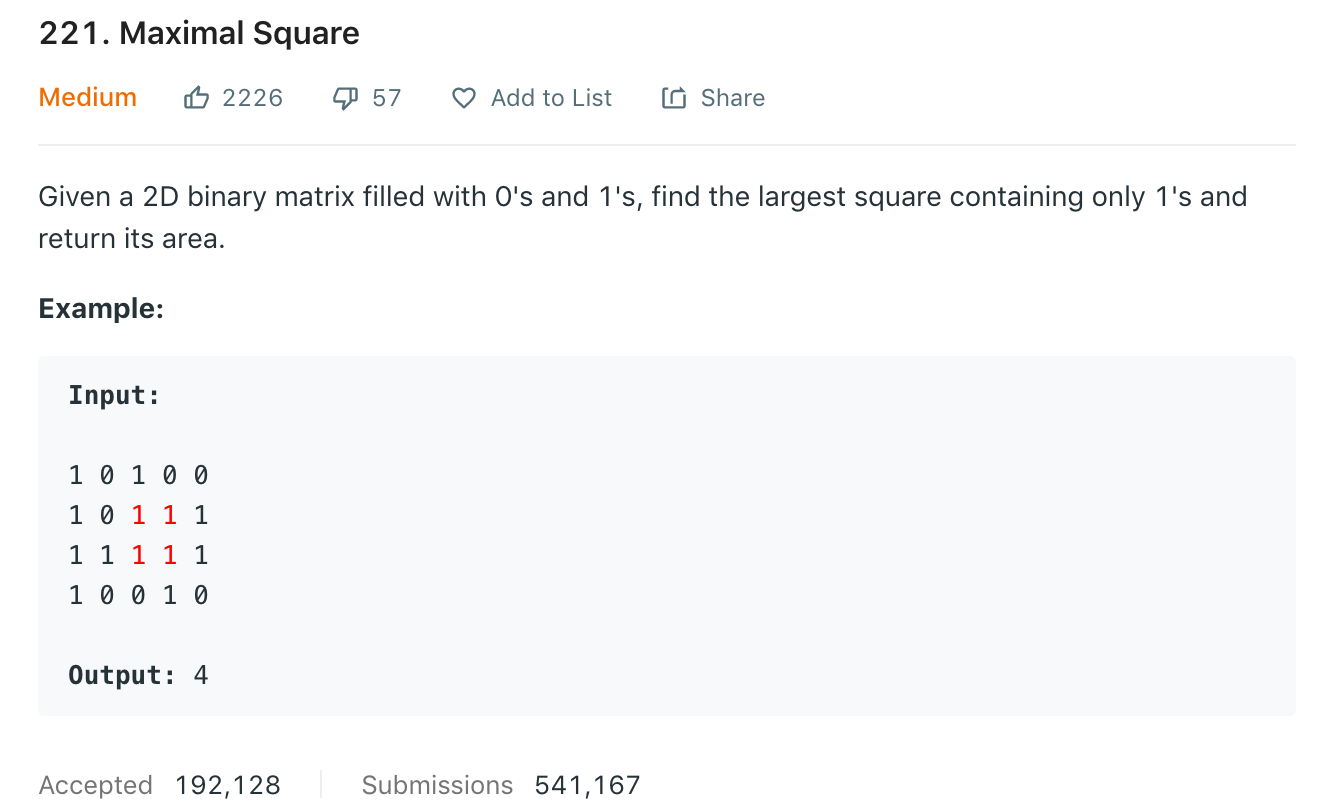 221. Maximal Square
Medium 2226 57 Add to List Share
Given a 2D binary matrix filled with 0's and 1's, find the largest square containing only 1's and
return its area.
Example:
Input:
1 0 1 0 0
1 0 1 1 1
1 1 1 1 1
1 0 0 1 0
Output: 4
Accepted 192,128 Submissions 541,167